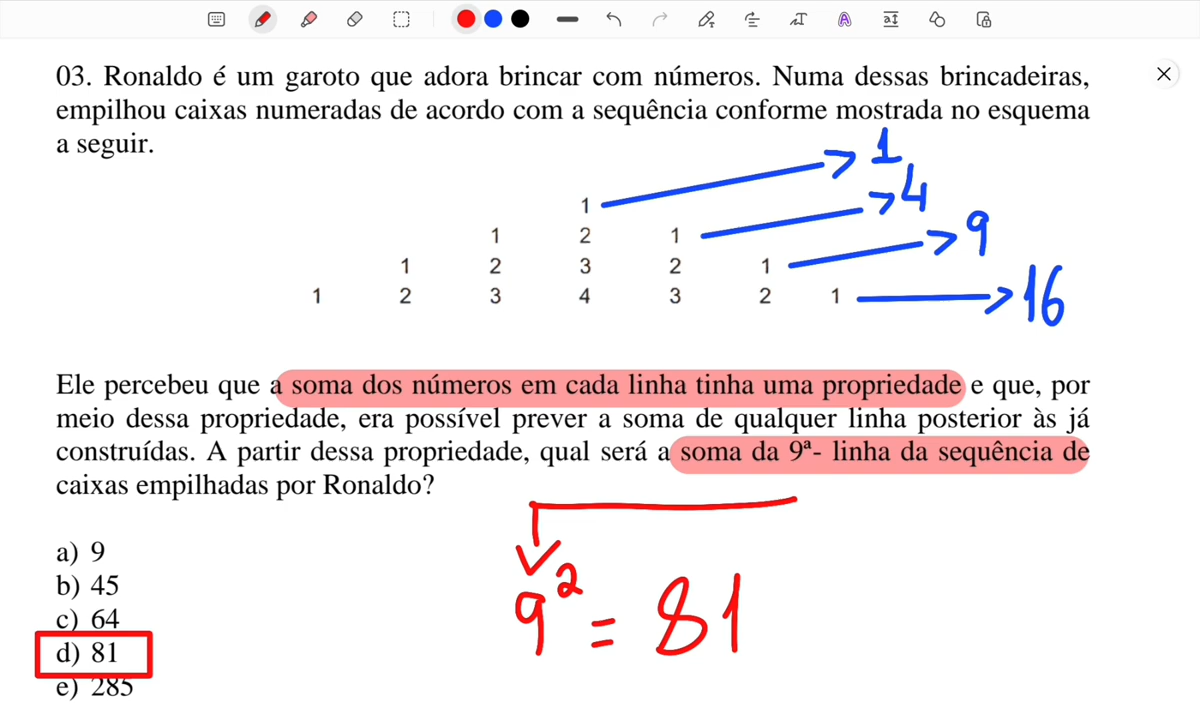 03. Ronaldo é um garoto que adora brincar com números. Numa dessas brincadeiras,
empilhou caixas numeradas de acordo com a sequência conforme mostrada no esquema
a seguir.
1 1
1 2 1 4
1 2 3 2 1 9
1 2 3 4 3 2 1 16
Ele percebeu que a soma dos números em cada linha tinha uma propriedade e que, por
meio dessa propriedade, era possível prever a soma de qualquer linha posterior às já
construídas. A partir dessa propriedade, qual será a soma da 9ª- linha da sequência de
caixas empilhadas por Ronaldo?
a) 9
b) 45
c) 64
d) 81
e) 285
9² = 81